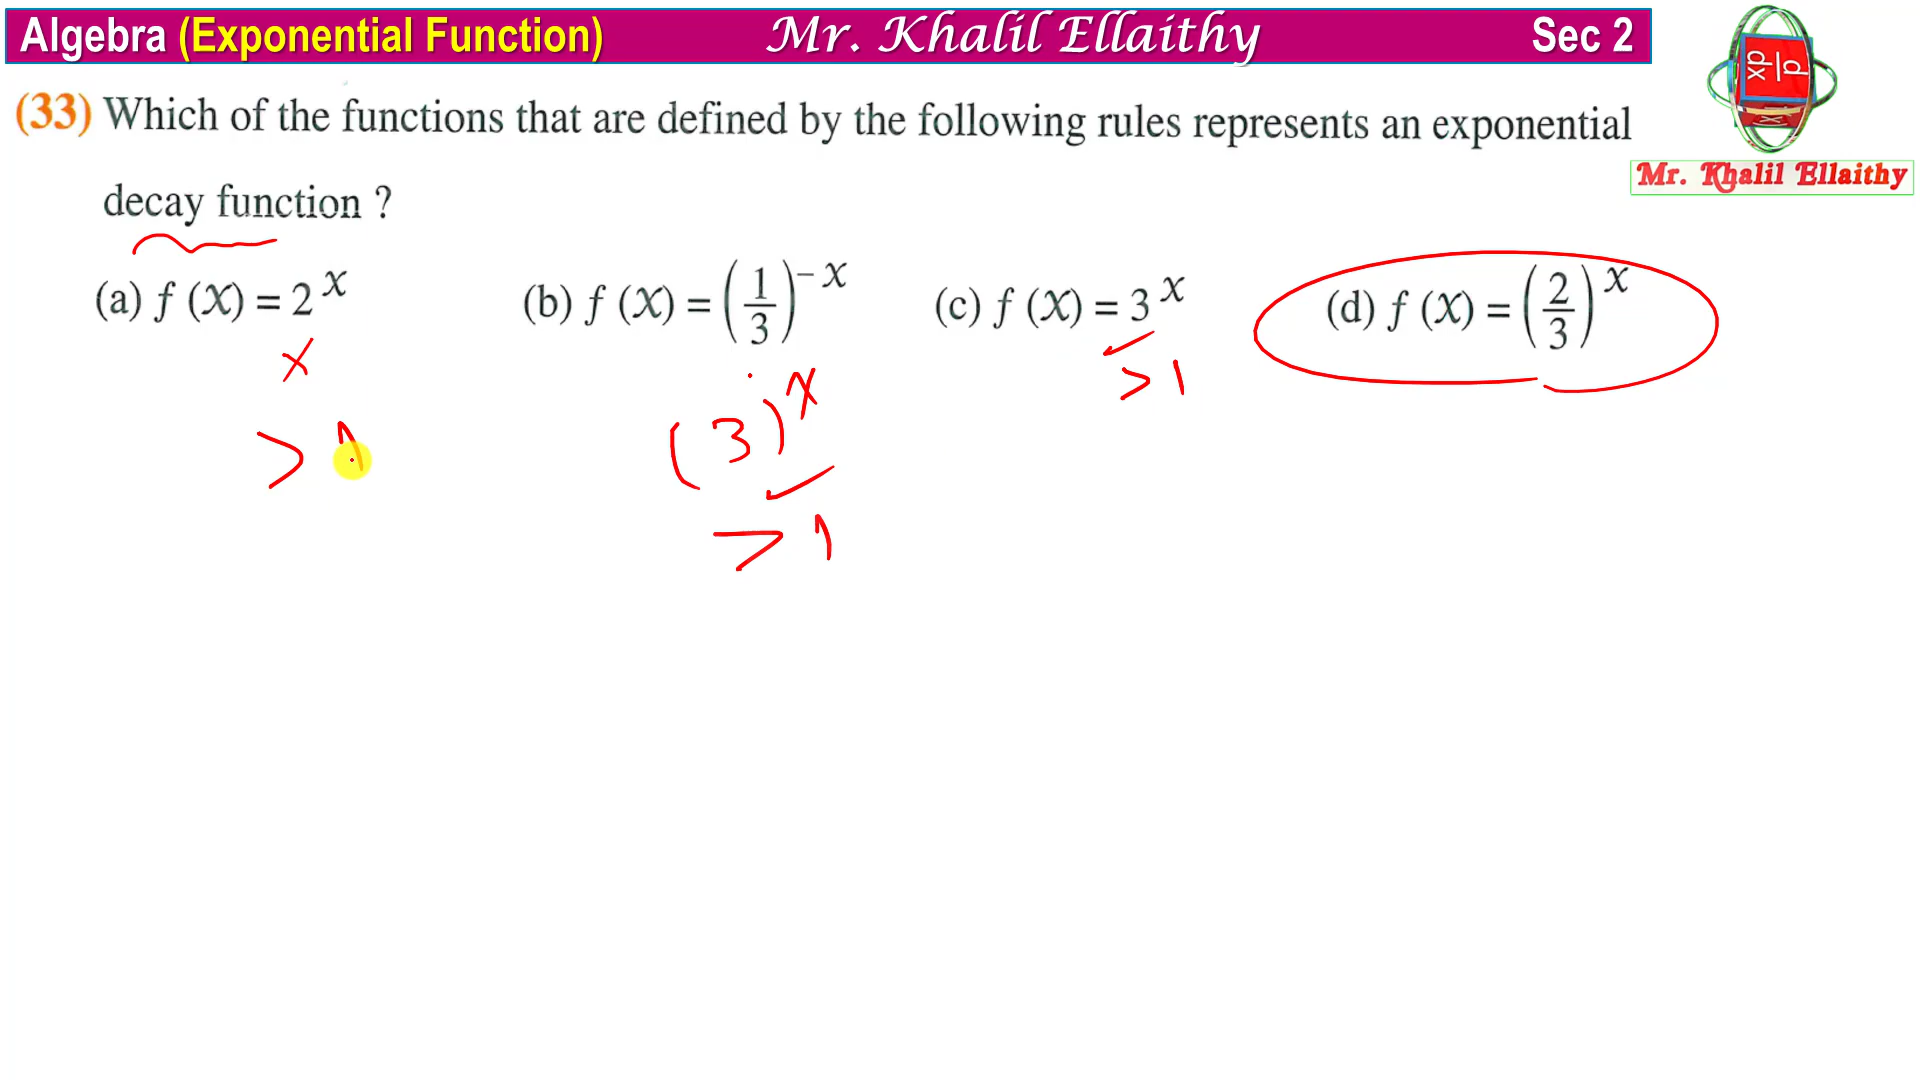 Algebra (Exponential Function) Mr. Khalil Ellaithy Sec 2
d/dx
Mr. Khalil Ellaithy
(33) Which of the functions that are defined by the following rules represents an exponential
decay function ?
(a) f (X) = 2^X (b) f (X) = (1/3)^–X (c) f (X) = 3^X (d) f (X) = (2/3)^X
x
> 1
(3)^x
> 1
> 1